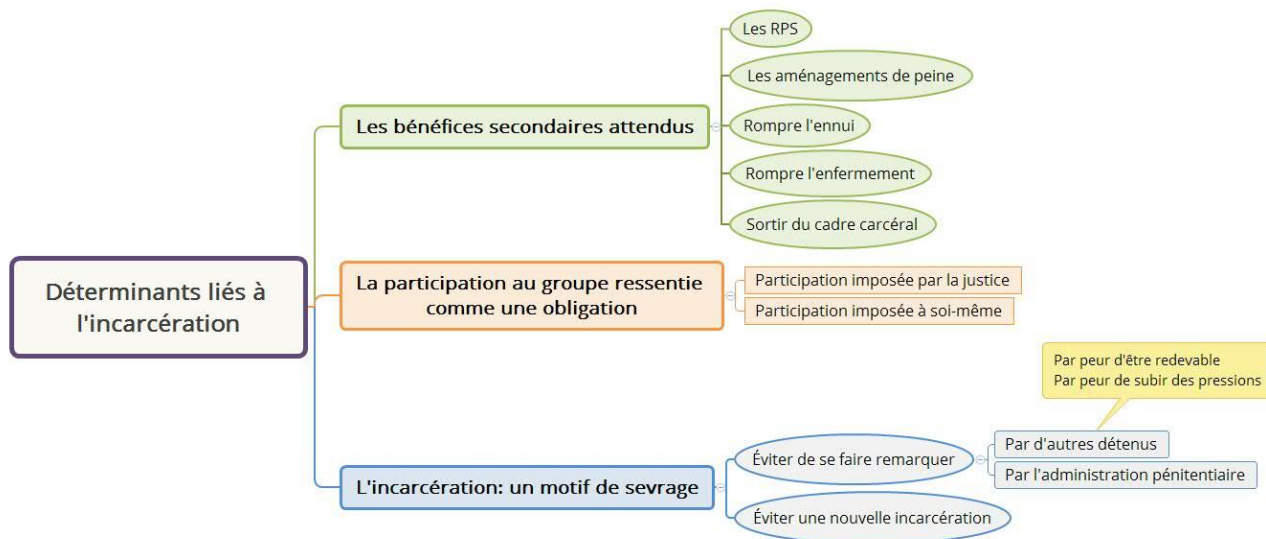 Déterminants liés à
l'incarcération
Les bénéfices secondaires attendus
Les RPS
Les aménagements de peine
Rompre l'ennui
Rompre l'enfermement
Sortir du cadre carcéral
La participation au groupe ressentie
comme une obligation
Participation imposée par la justice
Participation imposée à soi-même
L'incarcération: un motif de sevrage
Éviter de se faire remarquer
Par peur d'être redevable
Par peur de subir des pressions
Par d'autres détenus
Par l'administration pénitentiaire
Éviter une nouvelle incarcération